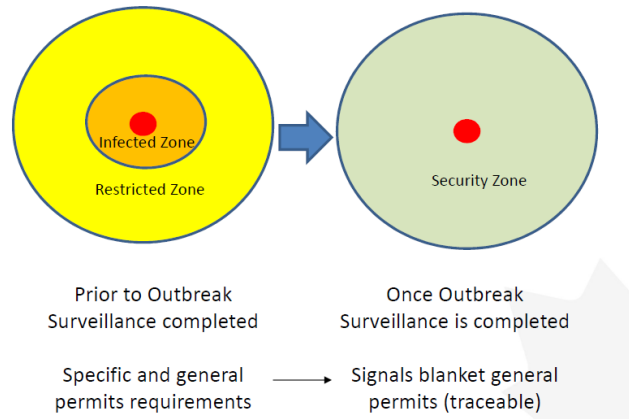 Infected Zone
Restricted Zone
Security Zone
Prior to Outbreak
Surveillance completed
Once Outbreak
Surveillance is completed
Specific and general
permits requirements
Signals blanket general
permits (traceable)